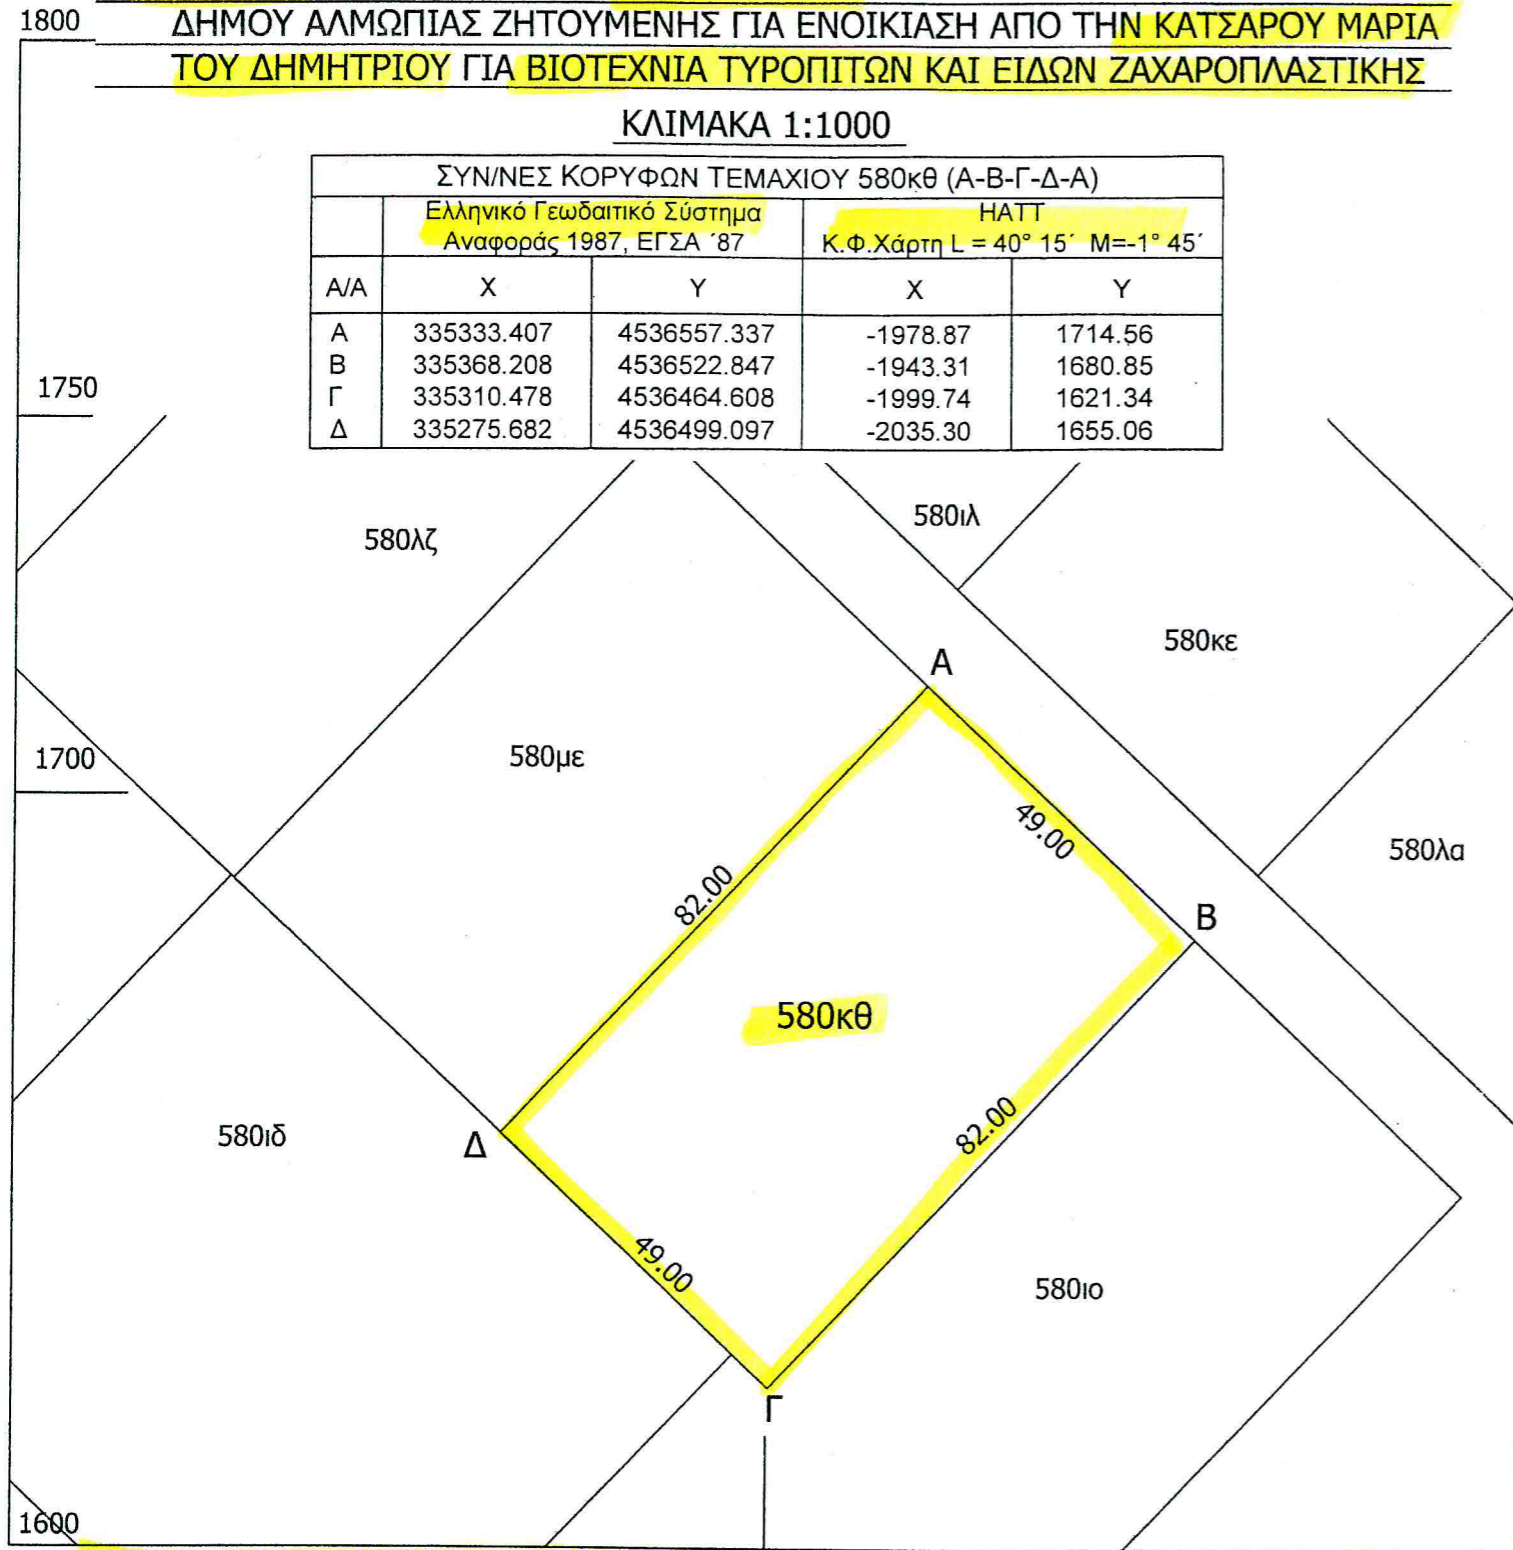 1800
ΔΗΜΟΥ ΑΛΜΩΠΙΑΣ ΖΗΤΟΥΜΕΝΗΣ ΓΙΑ ΕΝΟΙΚΙΑΣΗ ΑΠΟ ΤΗΝ ΚΑΤΣΑΡΟΥ ΜΑΡΙΑ
ΤΟΥ ΔΗΜΗΤΡΙΟΥ ΓΙΑ ΒΙΟΤΕΧΝΙΑ ΤΥΡΟΠΙΤΩΝ ΚΑΙ ΕΙΔΩΝ ΖΑΧΑΡΟΠΛΑΣΤΙΚΗΣ
ΚΛΙΜΑΚΑ 1:1000
ΣΥΝ/ΝΕΣ ΚΟΡΥΦΩΝ ΤΕΜΑΧΙΟΥ 580κθ (Α-Β-Γ-Δ-Α)
Ελληνικό Γεωδαιτικό Σύστημα ΗΑΤΤ
Αναφοράς 1987, ΕΓΣΑ ΄87 Κ.Φ.Χάρτη L = 40° 15΄ Μ=-1° 45΄
Α/Α Χ Υ Χ Υ
Α 335333.407 4536557.337 -1978.87 1714.56
Β 335368.208 4536522.847 -1943.31 1680.85
Γ 335310.478 4536464.608 -1999.74 1621.34
Δ 335275.682 4536499.097 -2035.30 1655.06
1750
580ιλ
580λζ
580κε
Α
580με
1700
49.00
580λα
82.00
Β
580κθ
82.00
580ιδ
Δ
49.00
580ιο
Γ
1600